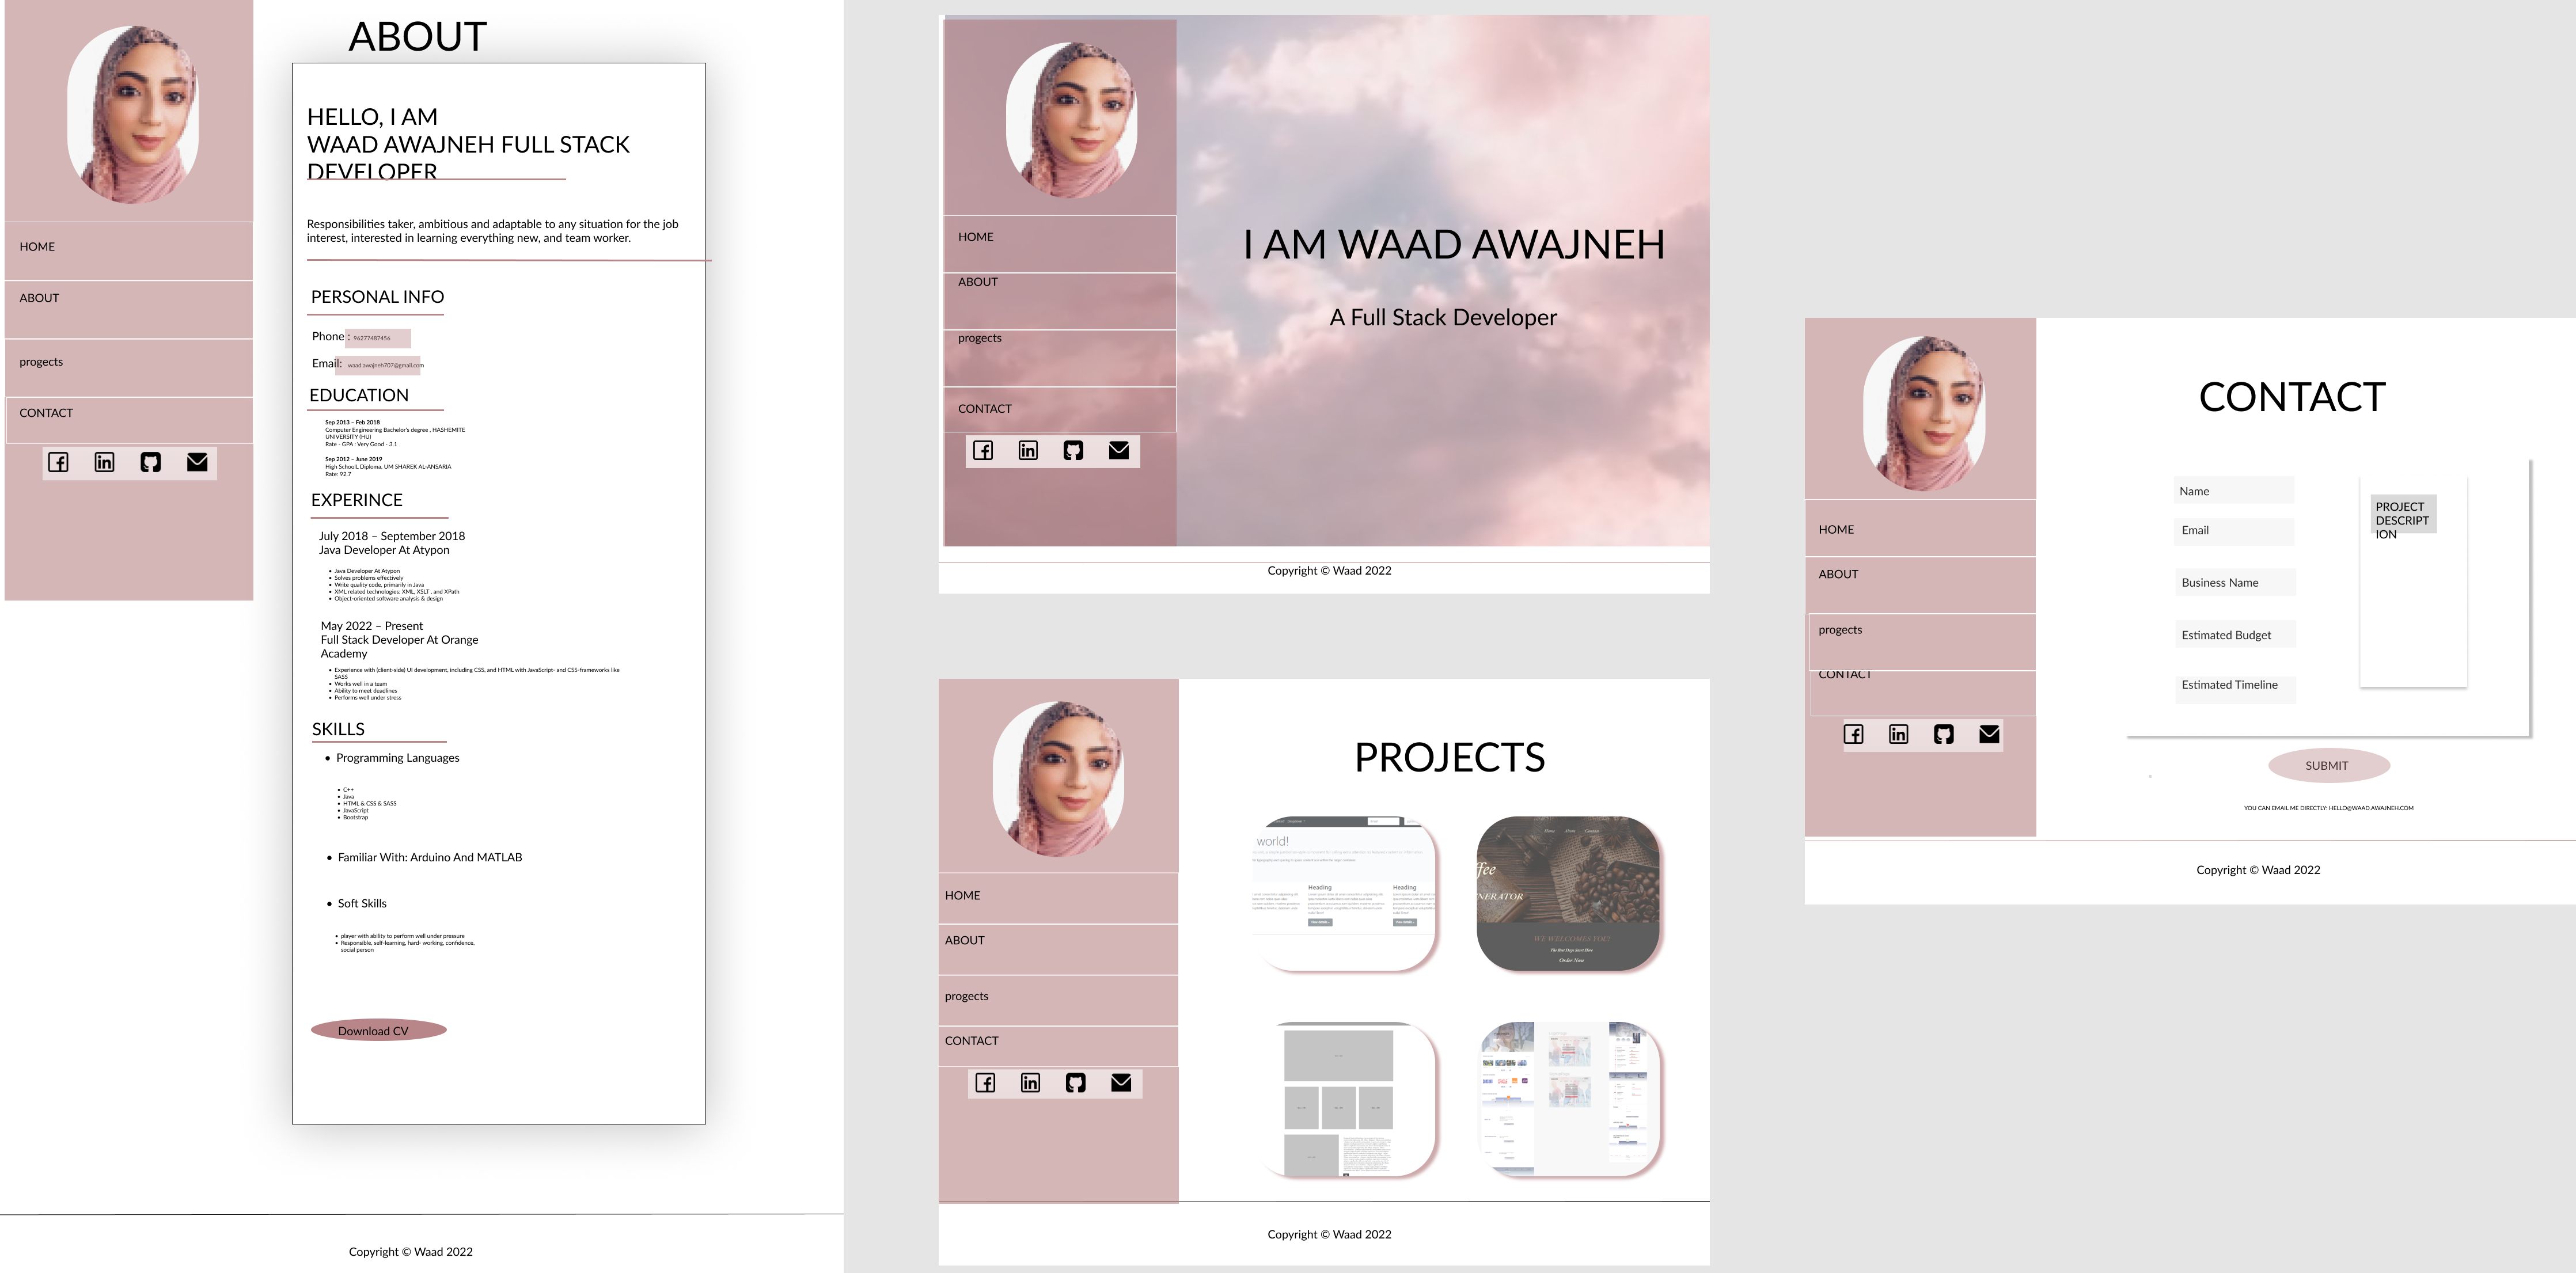 ABOUT
HOME
ABOUT
progects
CONTACT
HELLO, I AM
WAAD AWAJNEH FULL STACK
DEVELOPER
Responsibilities taker, ambitious and adaptable to any situation for the job
interest, interested in learning everything new, and team worker.
PERSONAL INFO
Phone : 96277487456
Email: waad.awajneh707@gmail.com
EDUCATION
Sep 2013 – Feb 2018
Computer Engineering Bachelor's degree , HASHEMITE
UNIVERSITY (HU)
Rate - GPA : Very Good - 3.1
Sep 2012 – June 2019
High School, Diploma, UM SHAREK AL-ANSARIA
Rate: 92.7
EXPERINCE
July 2018 – September 2018
Java Developer At Atypon
• Java Developer At Atypon
• Solves problems effectively
• Write quality code, primarily in Java
• XML related technologies: XML, XSLT , and XPath
• Object-oriented software analysis & design
May 2022 – Present
Full Stack Developer At Orange
Academy
• Experience with (client-side) UI development, including CSS, and HTML with JavaScript- and CSS-frameworks like
SASS
• Works well in a team
• Ability to meet deadlines
• Performs well under stress
SKILLS
• Programming Languages
• C++
• Java
• HTML & CSS & SASS
• JavaScript
• Bootstrap
• Familiar With: Arduino And MATLAB
• Soft Skills
• player with ability to perform well under pressure
• Responsible, self-learning, hard- working, confidence,
social person
Download CV
Copyright © Waad 2022
HOME
ABOUT
progects
CONTACT
I AM WAAD AWAJNEH
A Full Stack Developer
Copyright © Waad 2022
HOME
ABOUT
progects
CONTACT
PROJECTS
world!
Heading
Heading
Home About Contact
ffee
NERATOR
WE WELCOMES YOU!
The Best Days Starts Here
Order Now
Copyright © Waad 2022
HOME
ABOUT
progects
CONTACT
CONTACT
Name
Email
Business Name
Estimated Budget
Estimated Timeline
PROJECT
DESCRIPT
ION
SUBMIT
YOU CAN EMAIL ME DIRECTLY: HELLO@WAAD.AWAJNEH.COM
Copyright © Waad 2022